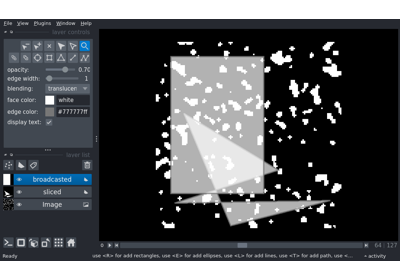 File View Plugins Window Help
layer controls
opacity: 0.70
edge width: 1
blending: translucen
face color: white
edge color: #777777ff
display text:
layer list
broadcasted
sliced
Image
64 127
Ready use <R> for add rectangles, use <E> for add ellipses, use <L> for add lines, use <T> for add path, use <... activity